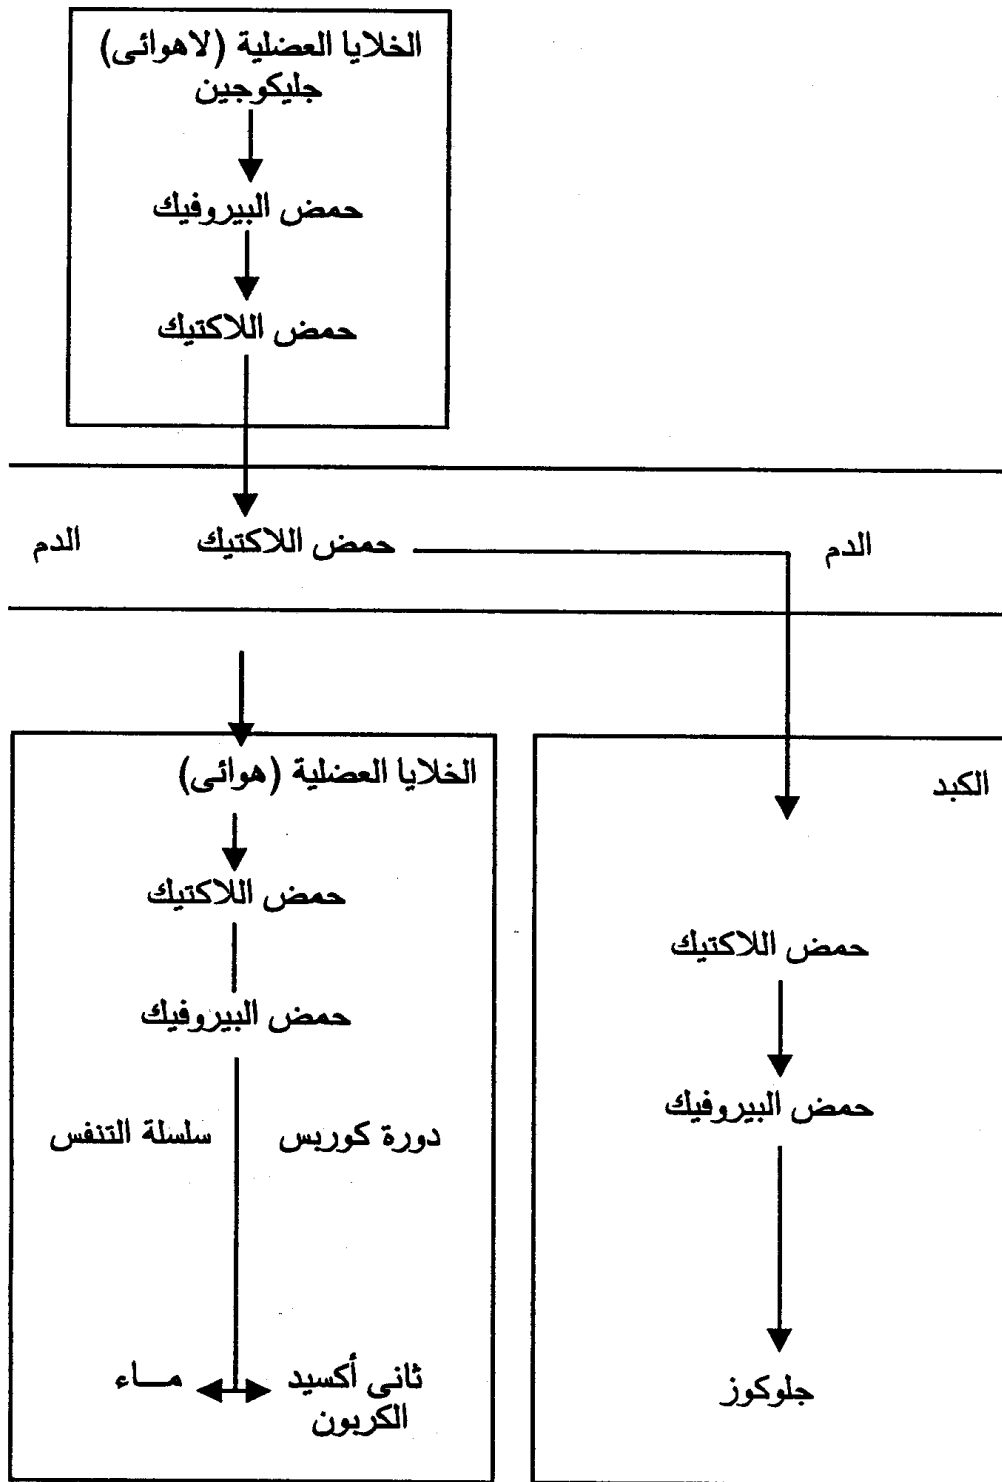 الخلايا العضلية (لاهوائى)
جليكوجين
حمض البيروفيك
حمض اللاكتيك
الدم
حمض اللاكتيك
الدم
الكبد
حمض اللاكتيك
حمض البيروفيك
جلوكوز
الخلايا العضلية (هوائى)
حمض اللاكتيك
حمض البيروفيك
دورة كوربس
سلسلة التنفس
ثانى أكسيد
الكربون
مـــاء